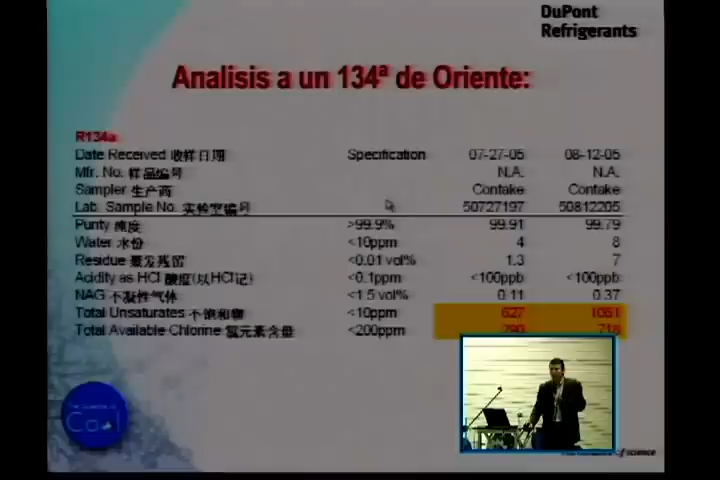 DuPont
Refrigerants
Analisis a un 134ª de Oriente:
R134a
Date Received 收样日期 Specification 07-27-05 08-12-05
Mfr. No. 样品编号 N.A. N.A.
Sampler 生产商 Contake Contake
Lab. Sample No. 实验室编号 50727197 50812205
Purity 纯度 >99.9% 99.91 99.79
Water 水份 <10ppm 4 8
Residue 蒸发残留 <0.01 vol% 1.3 7
Acidity as HCl 酸度(以HCl记) <0.1ppm <100ppb <100ppb
NAG 不凝性气体 <1.5 vol% 0.11 0.37
Total Unsaturates 不饱和物 <10ppm 627 1061
Total Available Chlorine 氯元素含量 <200ppm 718
The Science of
Cool
of science